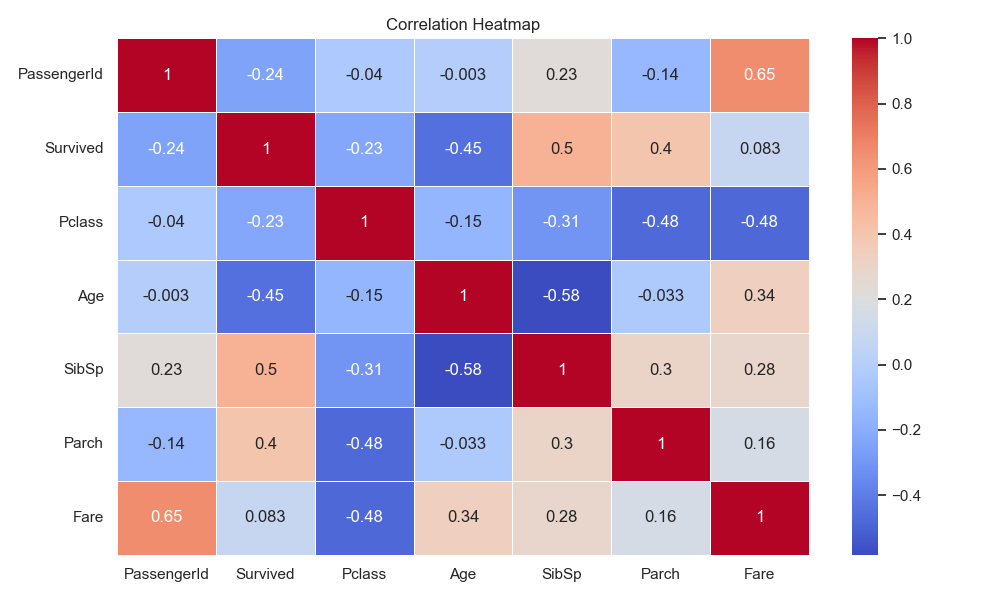 Correlation Heatmap
PassengerId 1 -0.24 -0.04 -0.003 0.23 -0.14 0.65
Survived -0.24 1 -0.23 -0.45 0.5 0.4 0.083
Pclass -0.04 -0.23 1 -0.15 -0.31 -0.48 -0.48
Age -0.003 -0.45 -0.15 1 -0.58 -0.033 0.34
SibSp 0.23 0.5 -0.31 -0.58 1 0.3 0.28
Parch -0.14 0.4 -0.48 -0.033 0.3 1 0.16
Fare 0.65 0.083 -0.48 0.34 0.28 0.16 1
PassengerId Survived Pclass Age SibSp Parch Fare
1.0
0.8
0.6
0.4
0.2
0.0
−0.2
−0.4